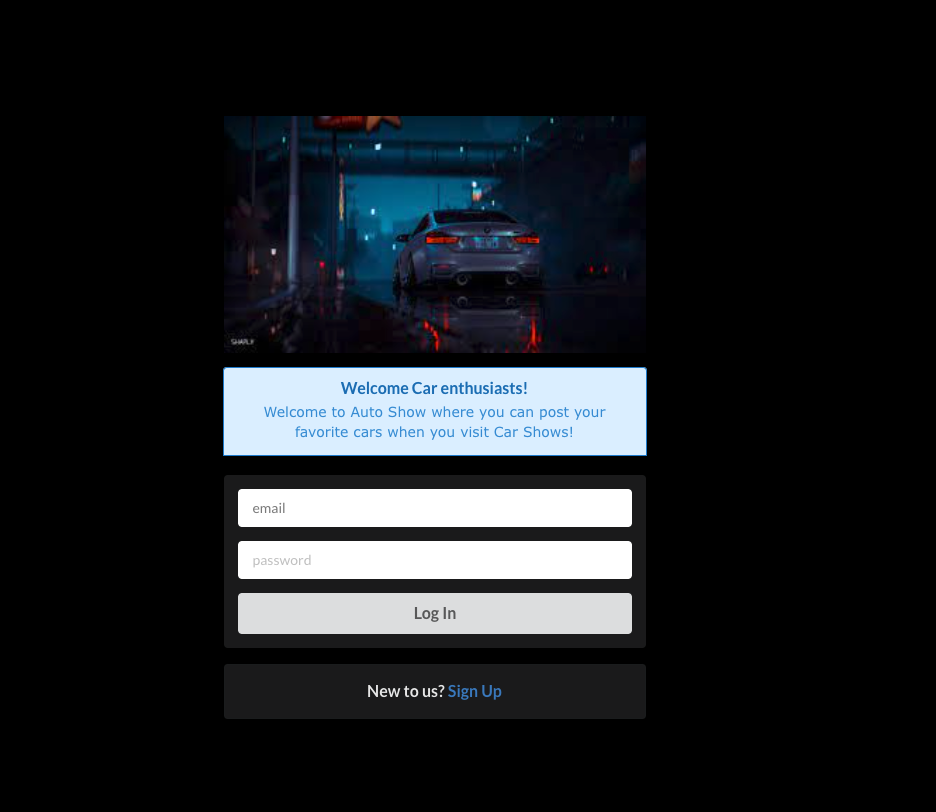 Welcome Car enthusiasts!
Welcome to Auto Show where you can post your
favorite cars when you visit Car Shows!
email
password
Log In
New to us? Sign Up